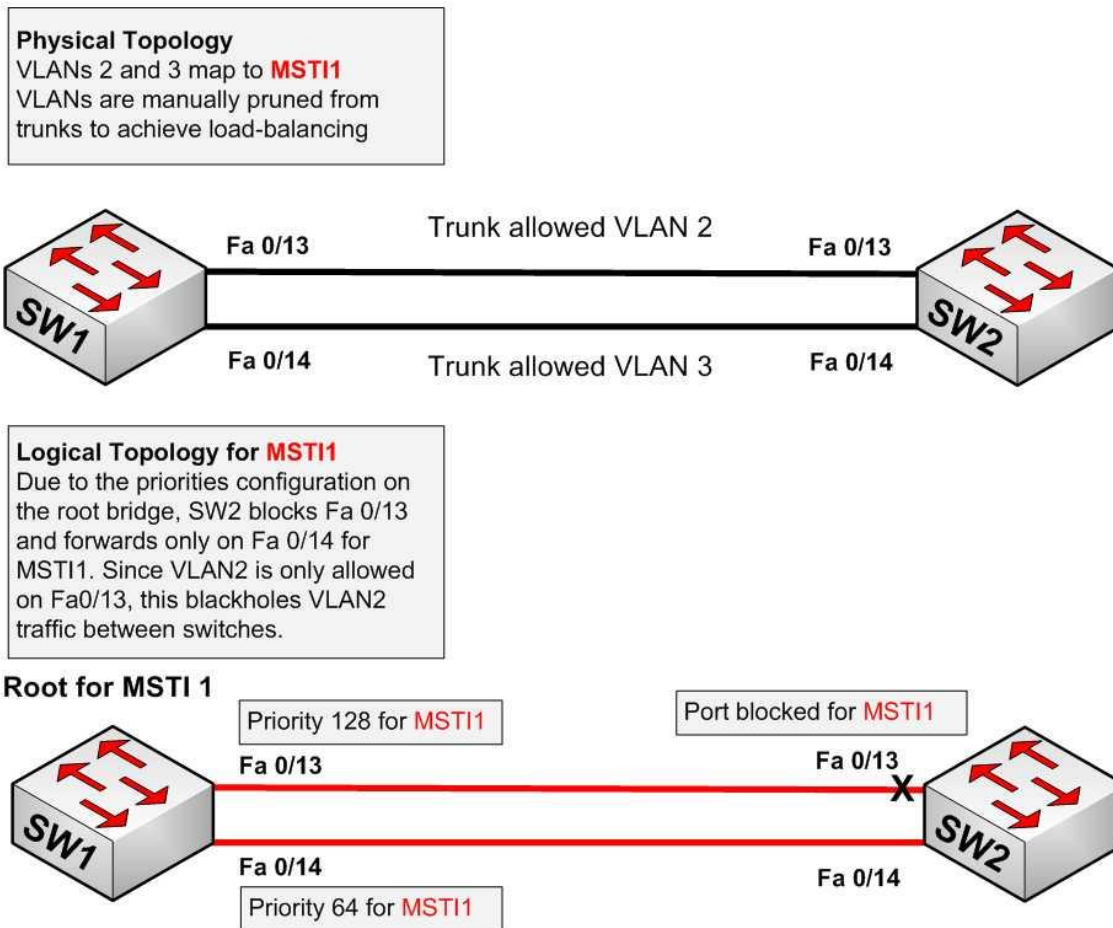 Physical Topology
VLANs 2 and 3 map to MSTI1
VLANs are manually pruned from
trunks to achieve load-balancing
Fa 0/13
Trunk allowed VLAN 2
Fa 0/13
SW1
SW2
Fa 0/14
Trunk allowed VLAN 3
Fa 0/14
Logical Topology for MSTI1
Due to the priorities configuration on
the root bridge, SW2 blocks Fa 0/13
and forwards only on Fa 0/14 for
MSTI1. Since VLAN2 is only allowed
on Fa0/13, this blackholes VLAN2
traffic between switches.
Root for MSTI 1
Priority 128 for MSTI1
Port blocked for MSTI1
Fa 0/13
Fa 0/13
X
SW1
SW2
Fa 0/14
Fa 0/14
Priority 64 for MSTI1